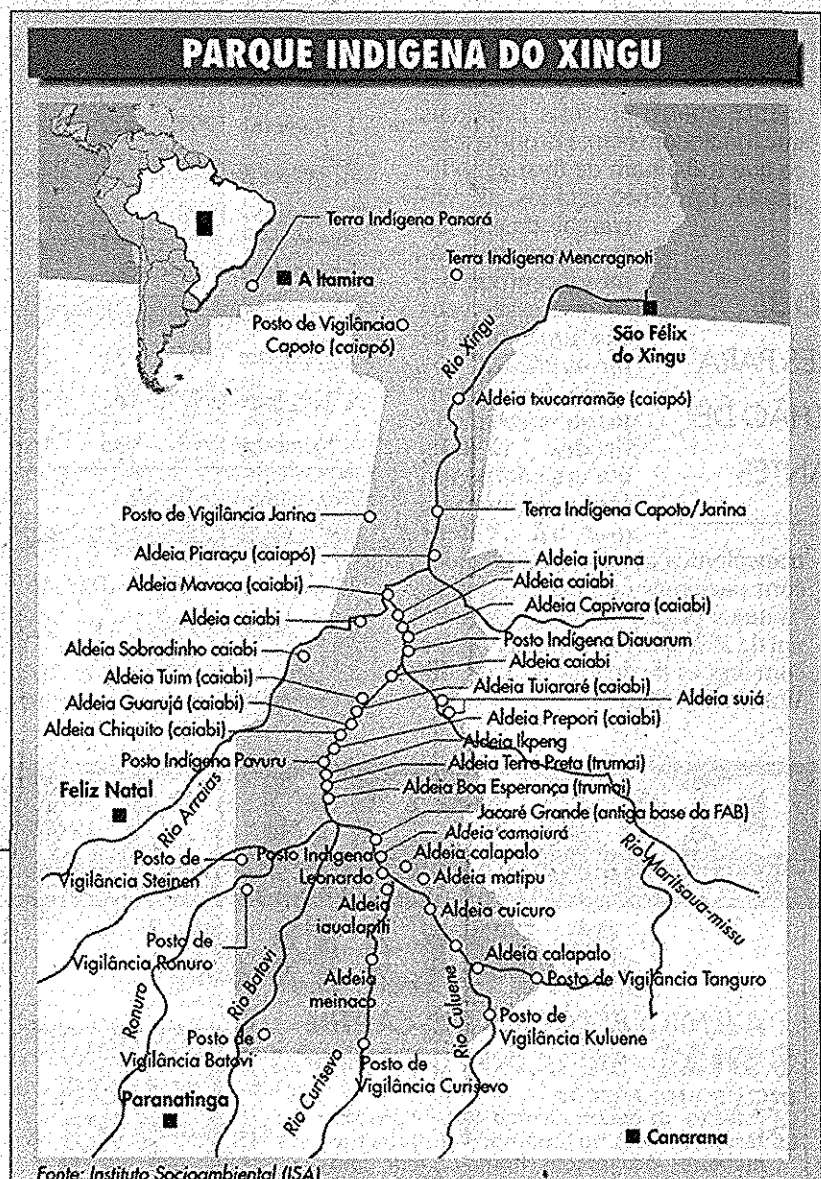 PARQUE INDIGENA DO XINGU
Terra Indígena Panará
A ltamira
Terra Indígena Mencragnoti
Posto de Vigilância
Capoto (caiapó)
Rio Xingu
São Félix
do Xingu
Aldeia txucarramãe (caiapó)
Posto de Vigilância Jarina
Terra Indígena Capoto/Jarina
Aldeia Piaraçu (caiapó)
Aldeia juruna
Aldeia Mavaca (caiabi)
Aldeia caiabi
Aldeia caiabi
Aldeia Capivara (caiabi)
Aldeia Sobradinho caiabi
Posto Indígena Diauarum
Aldeia caiabi
Aldeia Tuim (caiabi)
Aldeia Tuiararé (caiabi)
Aldeia suiá
Aldeia Guarujá (caiabi)
Aldeia Prepori (caiabi)
Aldeia Chiquito (caiabi)
Aldeia Ikpeng
Posto Indígena Pavuru
Aldeia Terra Preta (trumai)
Feliz Natal
Aldeia Boa Esperança (trumai)
Ria Arraias
Jacaré Grande (antiga base da FAB)
Aldeia camaiurá
Posto de
Vigilância Steinen
Posto Indígena
Leonardo
Aldeia calapalo
Aldeia matipu
Rio Maritsaua-missu
Aldeia
iaualapiti
Aldeia cuicuro
Posto de
Vigilância Ronuro
Aldeia calapalo
Posto de Vigilância Tanguro
Ronuro
Rio Batovi
Aldeia
meinaco
Rio Culuene
Posto de
Vigilância Kuluene
Posto de
Vigilância Batovi
Rio Curisevo
Posto de
Vigilância Curisevo
Paranatinga
Canarana
Fonte: Instituto Socioambiental (ISA)